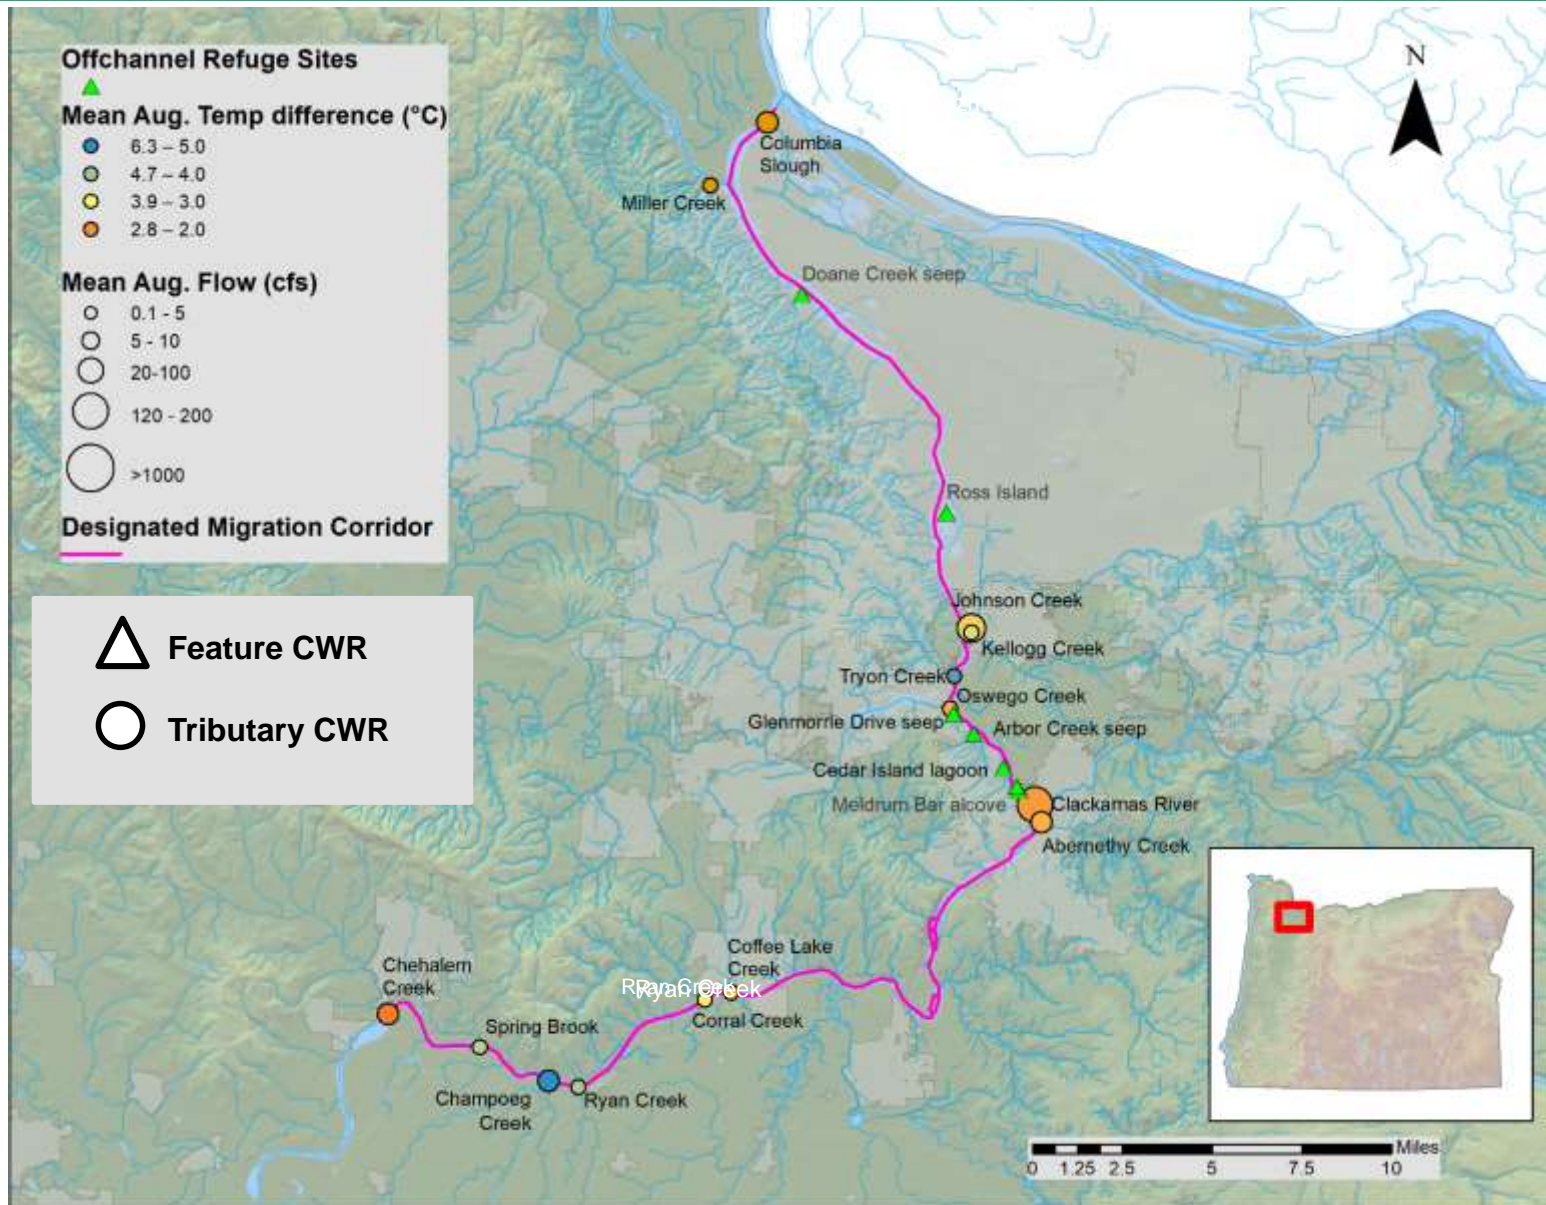 Offchannel Refuge Sites
Mean Aug. Temp difference (°C)
6.3 – 5.0
4.7 – 4.0
3.9 – 3.0
2.8 – 2.0
Mean Aug. Flow (cfs)
0.1 - 5
5 - 10
20-100
120 - 200
>1000
Designated Migration Corridor
Feature CWR
Tributary CWR
N
Columbia
Slough
Miller Creek
Doane Creek seep
Ross Island
Johnson Creek
Kellogg Creek
Tryon Creek
Oswego Creek
Glenmorrie Drive seep
Arbor Creek seep
Cedar Island lagoon
Meldrum Bar alcove
Clackamas River
Abernethy Creek
Coffee Lake
Creek
Chehalem
Creek
Ryan Creek
Ryan Creek
Corral Creek
Spring Brook
Champoeg
Creek
Ryan Creek
Miles
0 1.25 2.5 5 7.5 10